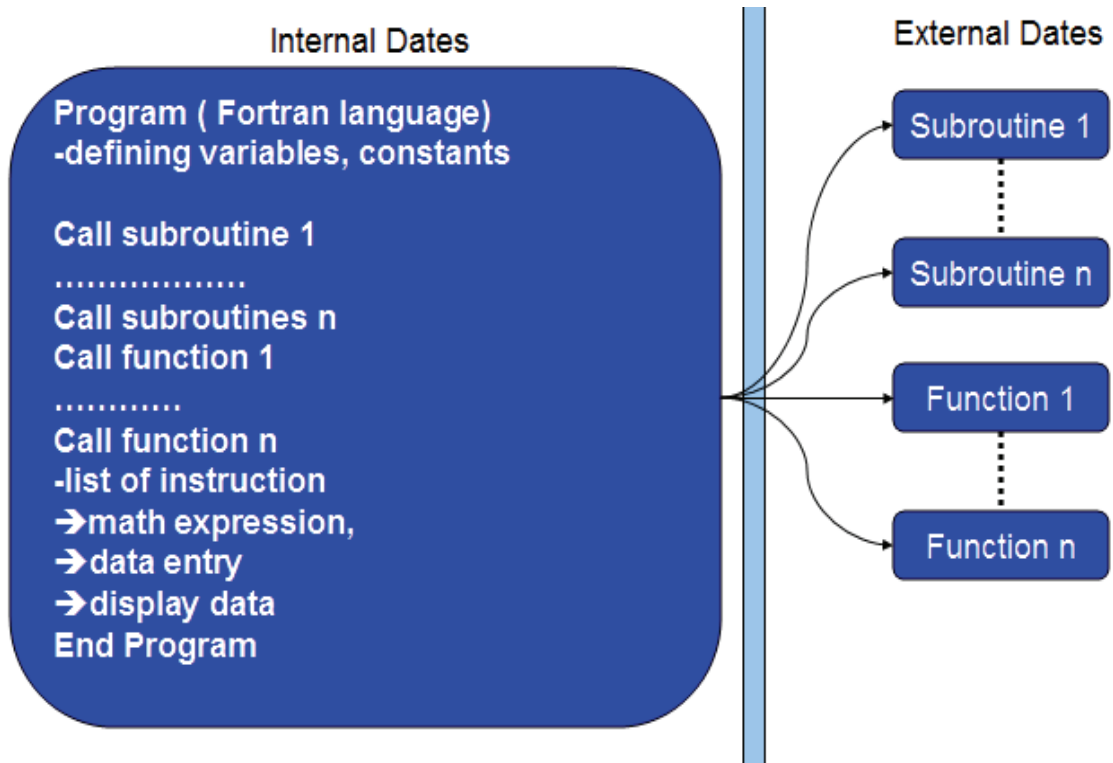 Internal Dates
Program ( Fortran language)
-defining variables, constants
Call subroutine 1
………………
Call subroutines n
Call function 1
…………
Call function n
-list of instruction
➔math expression,
➔data entry
➔display data
End Program
External Dates
Subroutine 1
Subroutine n
Function 1
Function n